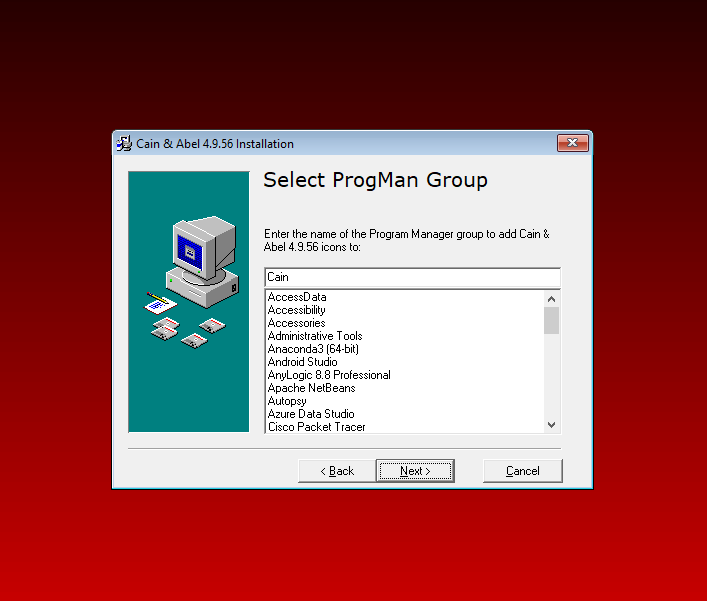 Cain & Abel 4.9.56 Installation
Select ProgMan Group
Enter the name of the Program Manager group to add Cain &
Abel 4.9.56 icons to:
Cain
AccessData
Accessibility
Accessories
Administrative Tools
Anaconda3 (64-bit)
Android Studio
AnyLogic 8.8 Professional
Apache NetBeans
Autopsy
Azure Data Studio
Cisco Packet Tracer
< Back
Next >
Cancel